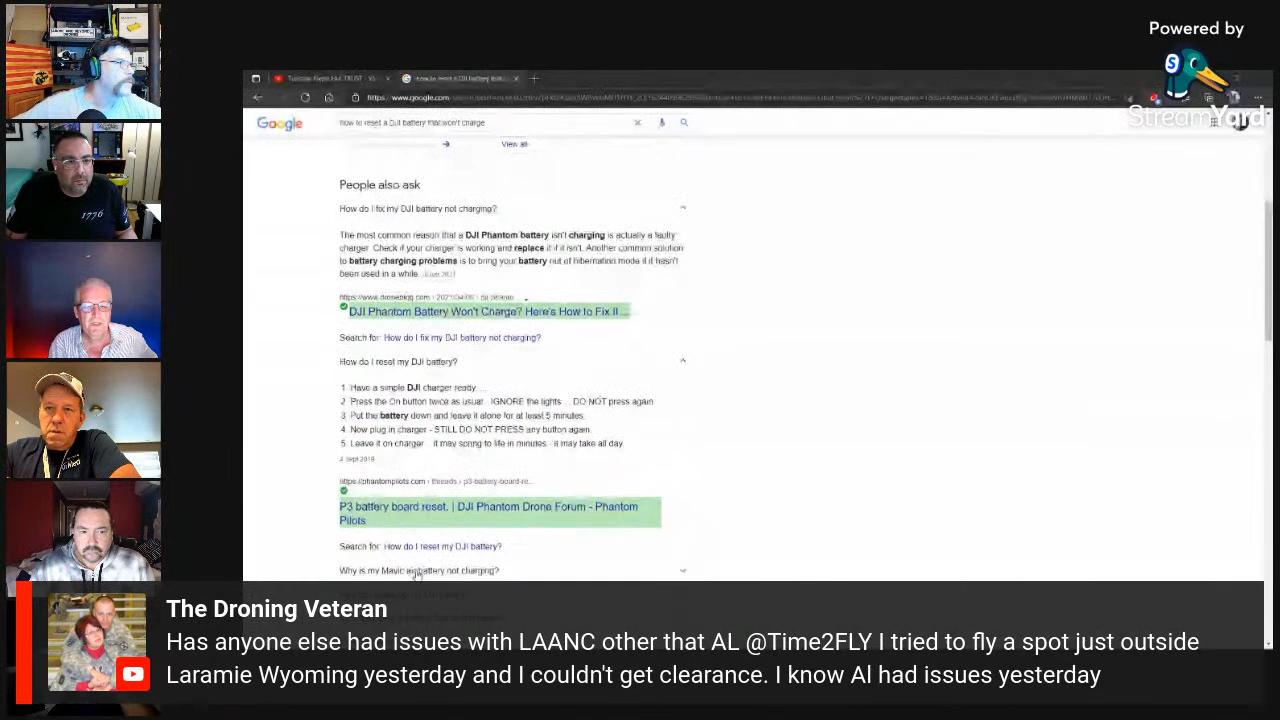 Powered by
StreamYard
https://www.google.com
Google
how to reset a DJI battery that won't charge
View all
People also ask
How do I fix my DJI battery not charging?
The most common reason that a DJI Phantom battery isn't charging is actually a faulty
charger. Check if your charger is working and replace it if it isn't. Another common solution
to battery charging problems is to bring your battery out of hibernation mode if it hasn't
been used in a while.
DJI Phantom Battery Won't Charge? Here's How to Fix It ...
Search for: How do I fix my DJI battery not charging?
How do I reset my DJI battery?
1. Have a simple DJI charger ready. ...
2. Press the On button twice as usual . IGNORE the lights ... DO NOT press again.
3. Put the battery down and leave it alone for at least 5 minutes.
4. Now plug in charger - STILL DO NOT PRESS any button again.
5. Leave it on charger .. it may spring to life in minutes . it may take all day.
4 Sept 2018
https://phantompilots.com › threads › p3-battery-board-re...
P3 battery board reset. | DJI Phantom Drone Forum - Phantom
Pilots
Search for: How do I reset my DJI battery?
Why is my Mavic air battery not charging?
1776
The Droning Veteran
Has anyone else had issues with LAANC other that AL @Time2FLY I tried to fly a spot just outside
Laramie Wyoming yesterday and I couldn't get clearance. I know Al had issues yesterday